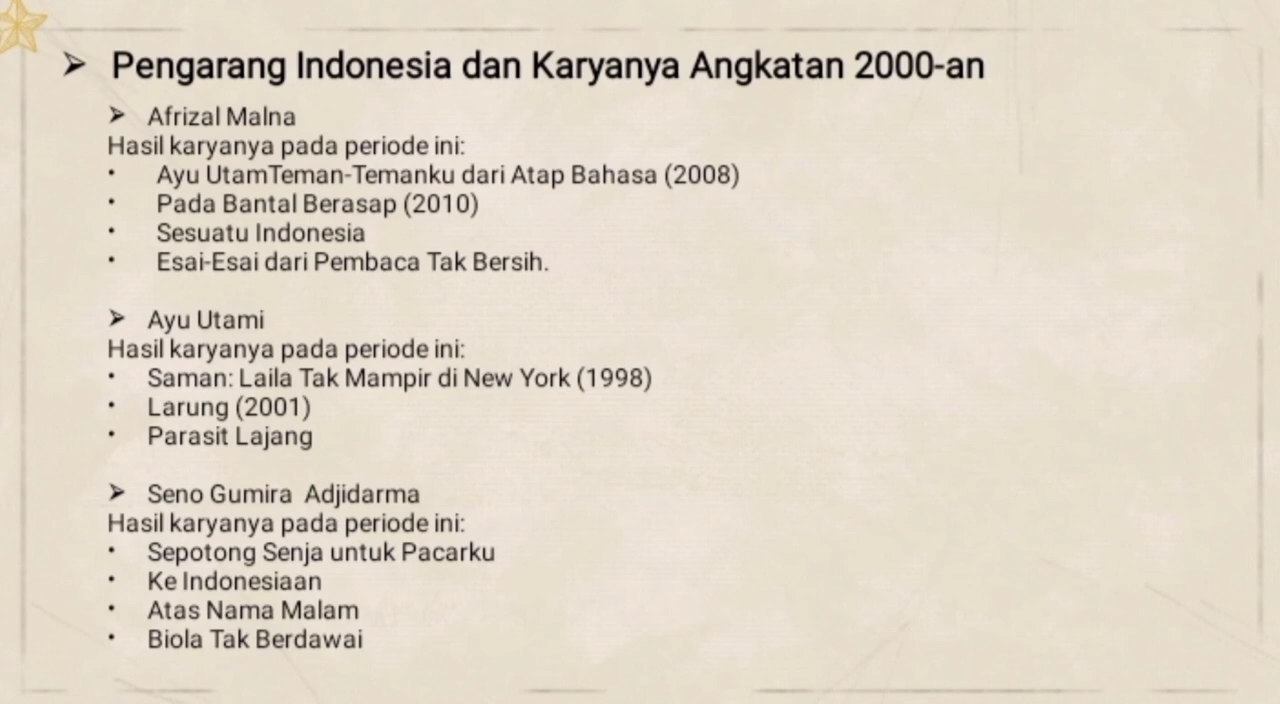 ➢ Pengarang Indonesia dan Karyanya Angkatan 2000-an
➢ Afrizal Malna
Hasil karyanya pada periode ini:
• Ayu UtamTeman-Temanku dari Atap Bahasa (2008)
• Pada Bantal Berasap (2010)
• Sesuatu Indonesia
• Esai-Esai dari Pembaca Tak Bersih.
➢ Ayu Utami
Hasil karyanya pada periode ini:
• Saman: Laila Tak Mampir di New York (1998)
• Larung (2001)
• Parasit Lajang
➢ Seno Gumira Adjidarma
Hasil karyanya pada periode ini:
• Sepotong Senja untuk Pacarku
• Ke Indonesiaan
• Atas Nama Malam
• Biola Tak Berdawai